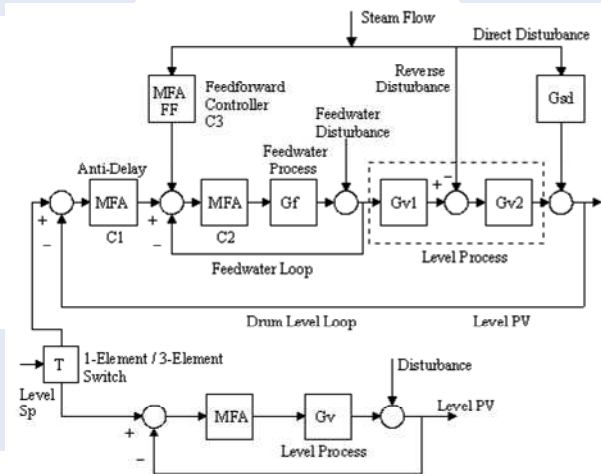 Steam Flow
Direct Disturbance
MFA
FF
Feedforward
Controller
C3
Reverse
Disturbance
Gsd
Feedwater
Disturbance
Feedwater
Process
Anti-Delay
MFA
C1
MFA
C2
Gf
Gv1
Gv2
+
−
+
−
+
−
Feedwater Loop
Level Process
Drum Level Loop
Level PV
T
1-Element / 3-Element
Switch
Level
Sp
Disturbance
MFA
Gv
Level PV
+
−
Level Process